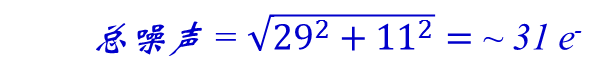 总噪声 = √29² + 11² = ~ 31 e⁻